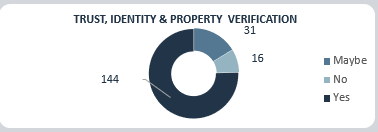 TRUST, IDENTITY & PROPERTY VERIFICATION
31
16
144
Maybe
No
Yes